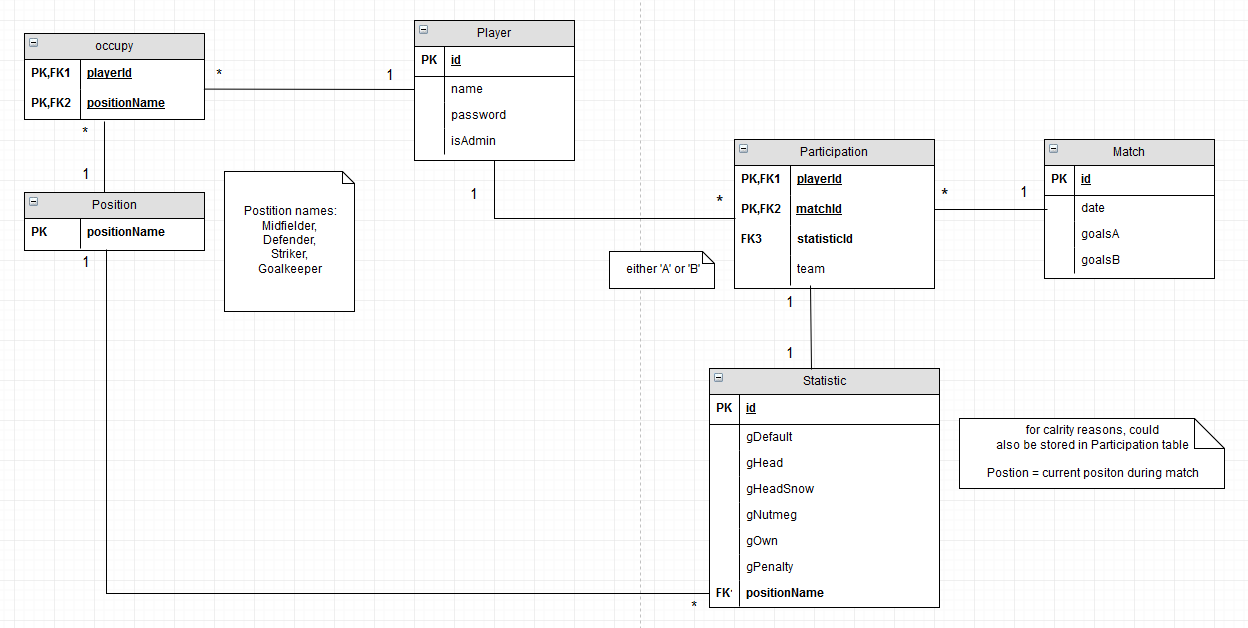 occupy
PK,FK1 playerId
PK,FK2 positionName
*
1
*
1
Player
PK id
name
password
isAdmin
1
*
Position
PK positionName
1
Postition names:
Midfielder,
Defender,
Striker,
Goalkeeper
either 'A' or 'B'
Participation
PK,FK1 playerId
PK,FK2 matchId
FK3 statisticId
team
*
1
Match
PK id
date
goalsA
goalsB
1
1
Statistic
PK id
gDefault
gHead
gHeadSnow
gNutmeg
gOwn
gPenalty
FK positionName
*
for calrity reasons, could
also be stored in Participation table
Postion = current positon during match